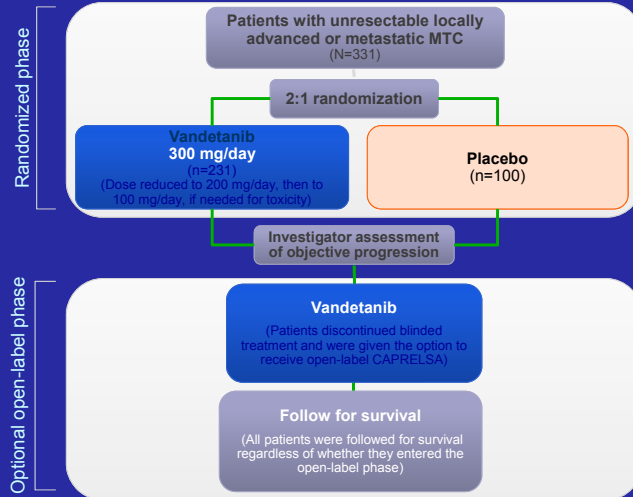 Randomized phase
Patients with unresectable locally
advanced or metastatic MTC
(N=331)
2:1 randomization
Vandetanib
300 mg/day
(n=231)
(Dose reduced to 200 mg/day, then to
100 mg/day, if needed for toxicity)
Placebo
(n=100)
Investigator assessment
of objective progression
Optional open-label phase
Vandetanib
(Patients discontinued blinded
treatment and were given the option to
receive open-label CAPRELSA)
Follow for survival
(All patients were followed for survival
regardless of whether they entered the
open-label phase)